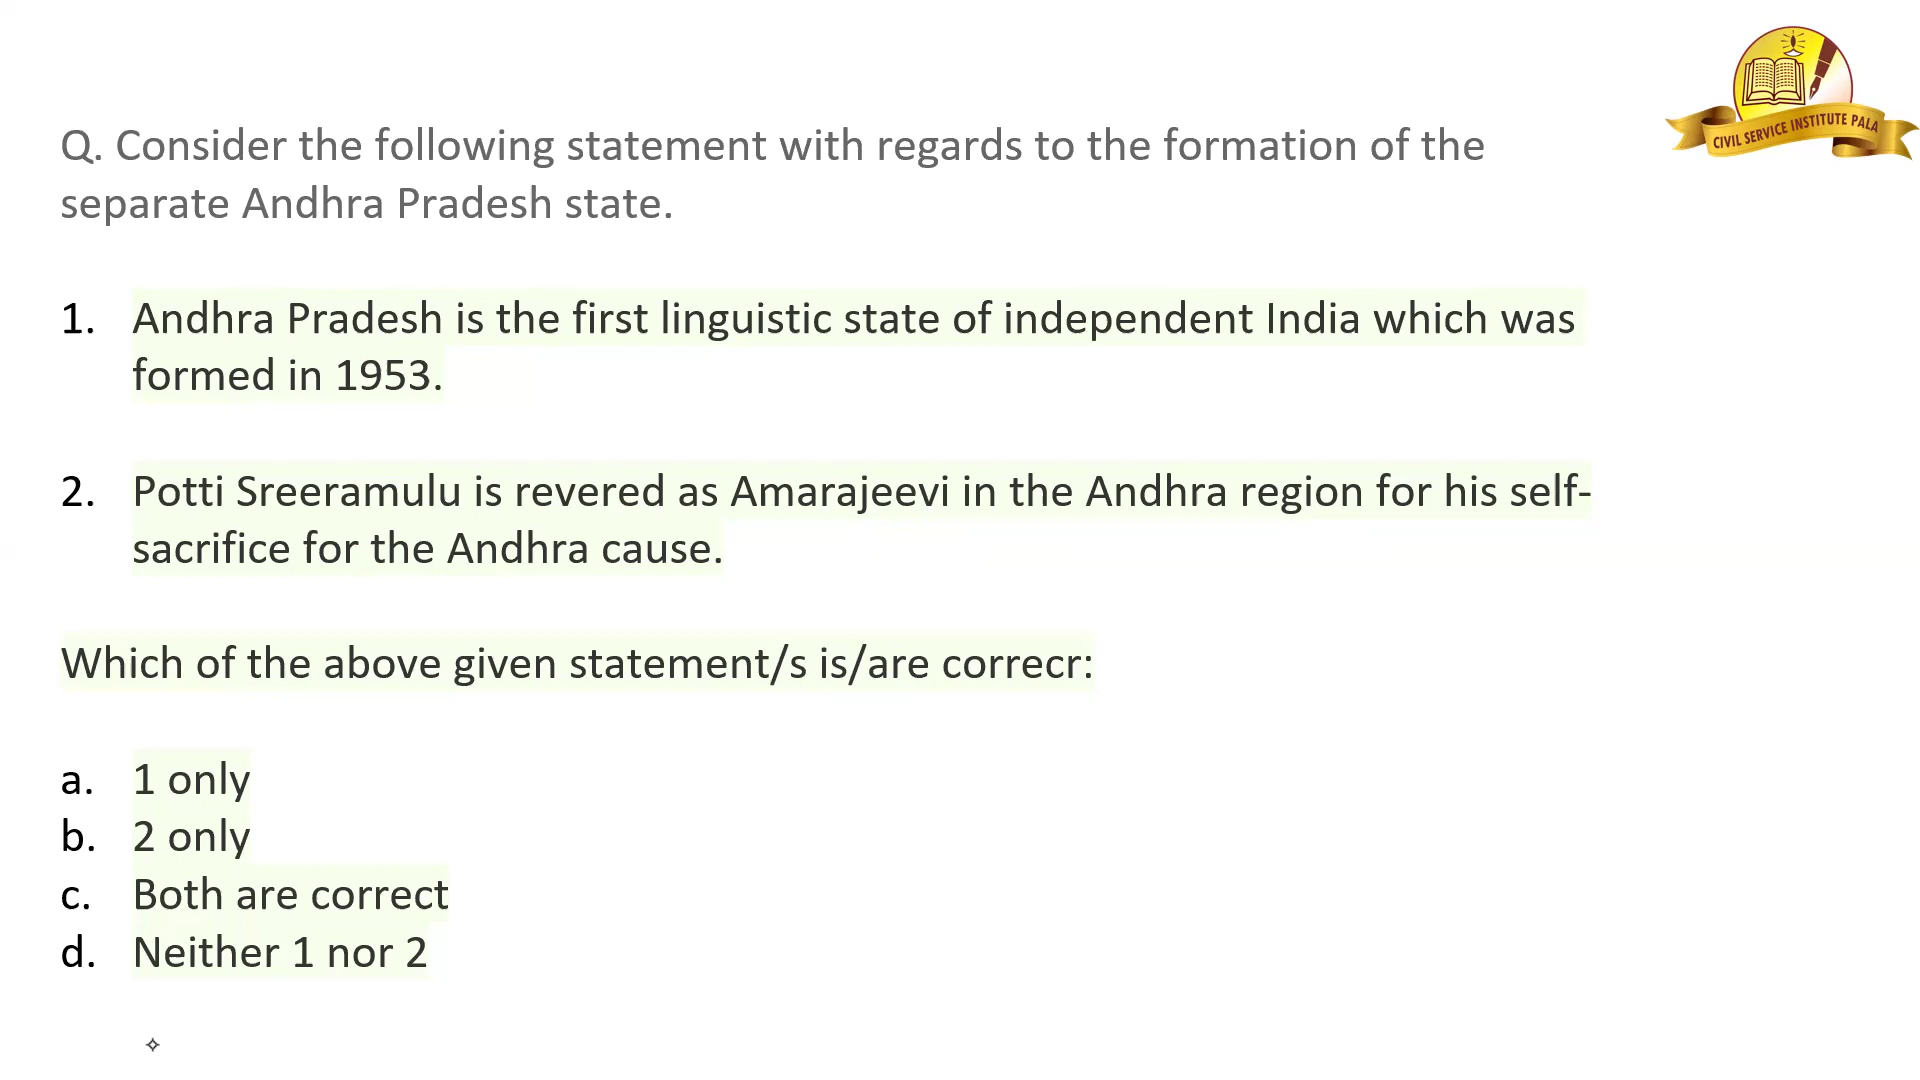 CIVIL SERVICE INSTITUTE PALA
Q. Consider the following statement with regards to the formation of the
separate Andhra Pradesh state.
1. Andhra Pradesh is the first linguistic state of independent India which was
formed in 1953.
2. Potti Sreeramulu is revered as Amarajeevi in the Andhra region for his self-
sacrifice for the Andhra cause.
Which of the above given statement/s is/are correcr:
a. 1 only
b. 2 only
c. Both are correct
d. Neither 1 nor 2